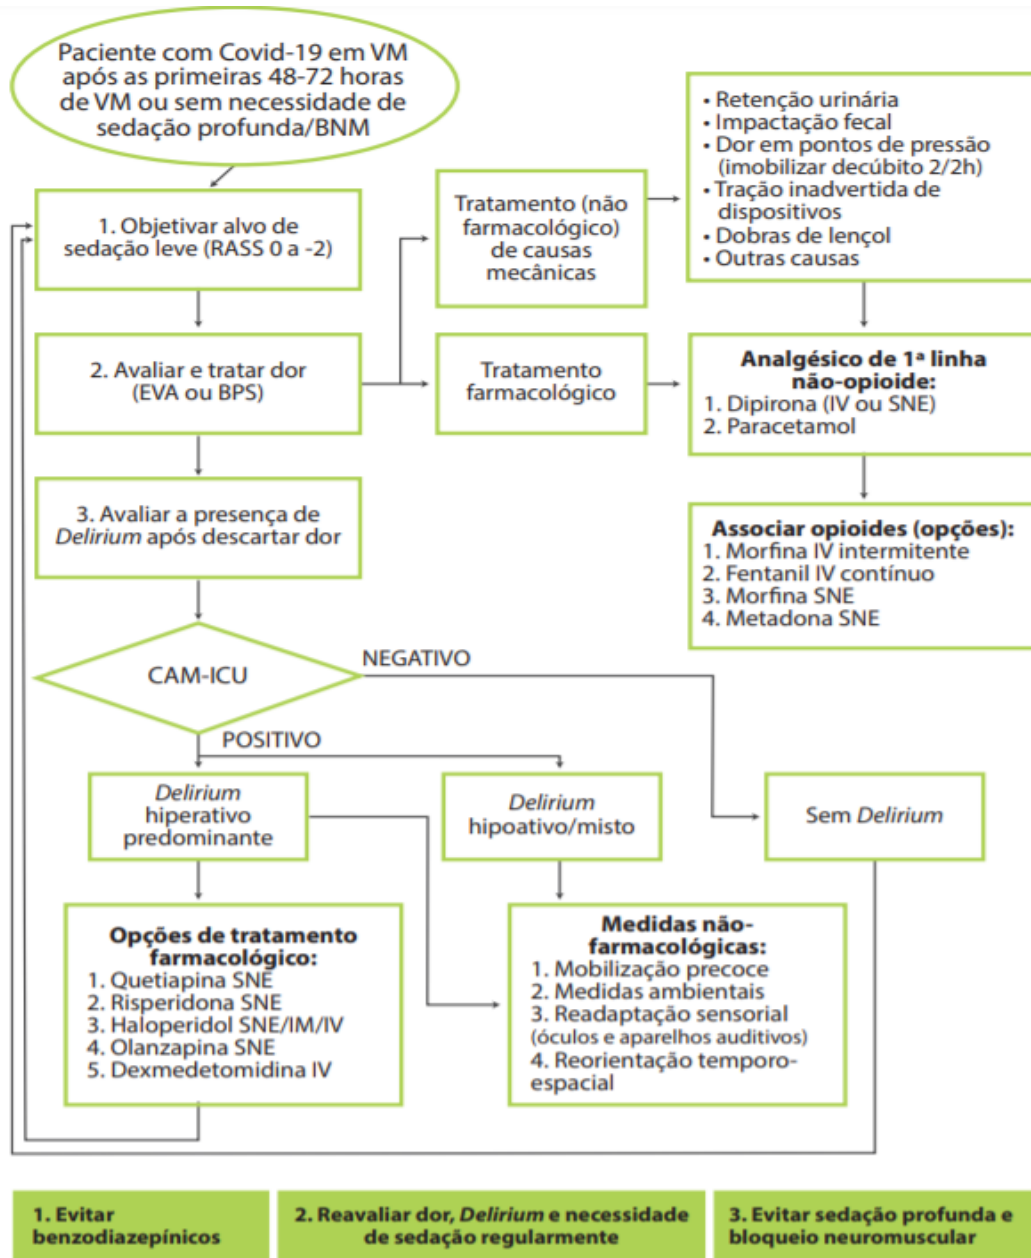 Paciente com Covid-19 em VM
após as primeiras 48-72 horas
de VM ou sem necessidade de
sedação profunda/BNM
1. Objetivar alvo de
sedação leve (RASS 0 a -2)
2. Avaliar e tratar dor
(EVA ou BPS)
3. Avaliar a presença de
Delirium após descartar dor
Tratamento (não
farmacológico)
de causas
mecânicas
• Retenção urinária
• Impactação fecal
• Dor em pontos de pressão
(imobilizar decúbito 2/2h)
• Tração inadvertida de
dispositivos
• Dobras de lençol
• Outras causas
Tratamento
farmacológico
Analgésico de 1ª linha
não-opioide:
1. Dipirona (IV ou SNE)
2. Paracetamol
Associar opioides (opções):
1. Morfina IV intermitente
2. Fentanil IV contínuo
3. Morfina SNE
4. Metadona SNE
CAM-ICU
NEGATIVO
POSITIVO
Delirium
hiperativo
predominante
Delirium
hipoativo/misto
Sem Delirium
Opções de tratamento
farmacológico:
1. Quetiapina SNE
2. Risperidona SNE
3. Haloperidol SNE/IM/IV
4. Olanzapina SNE
5. Dexmedetomidina IV
Medidas não-
farmacológicas:
1. Mobilização precoce
2. Medidas ambientais
3. Readaptação sensorial
(óculos e aparelhos auditivos)
4. Reorientação temporo-
espacial
1. Evitar
benzodiazepínicos
2. Reavaliar dor, Delirium e necessidade
de sedação regularmente
3. Evitar sedação profunda e
bloqueio neuromuscular